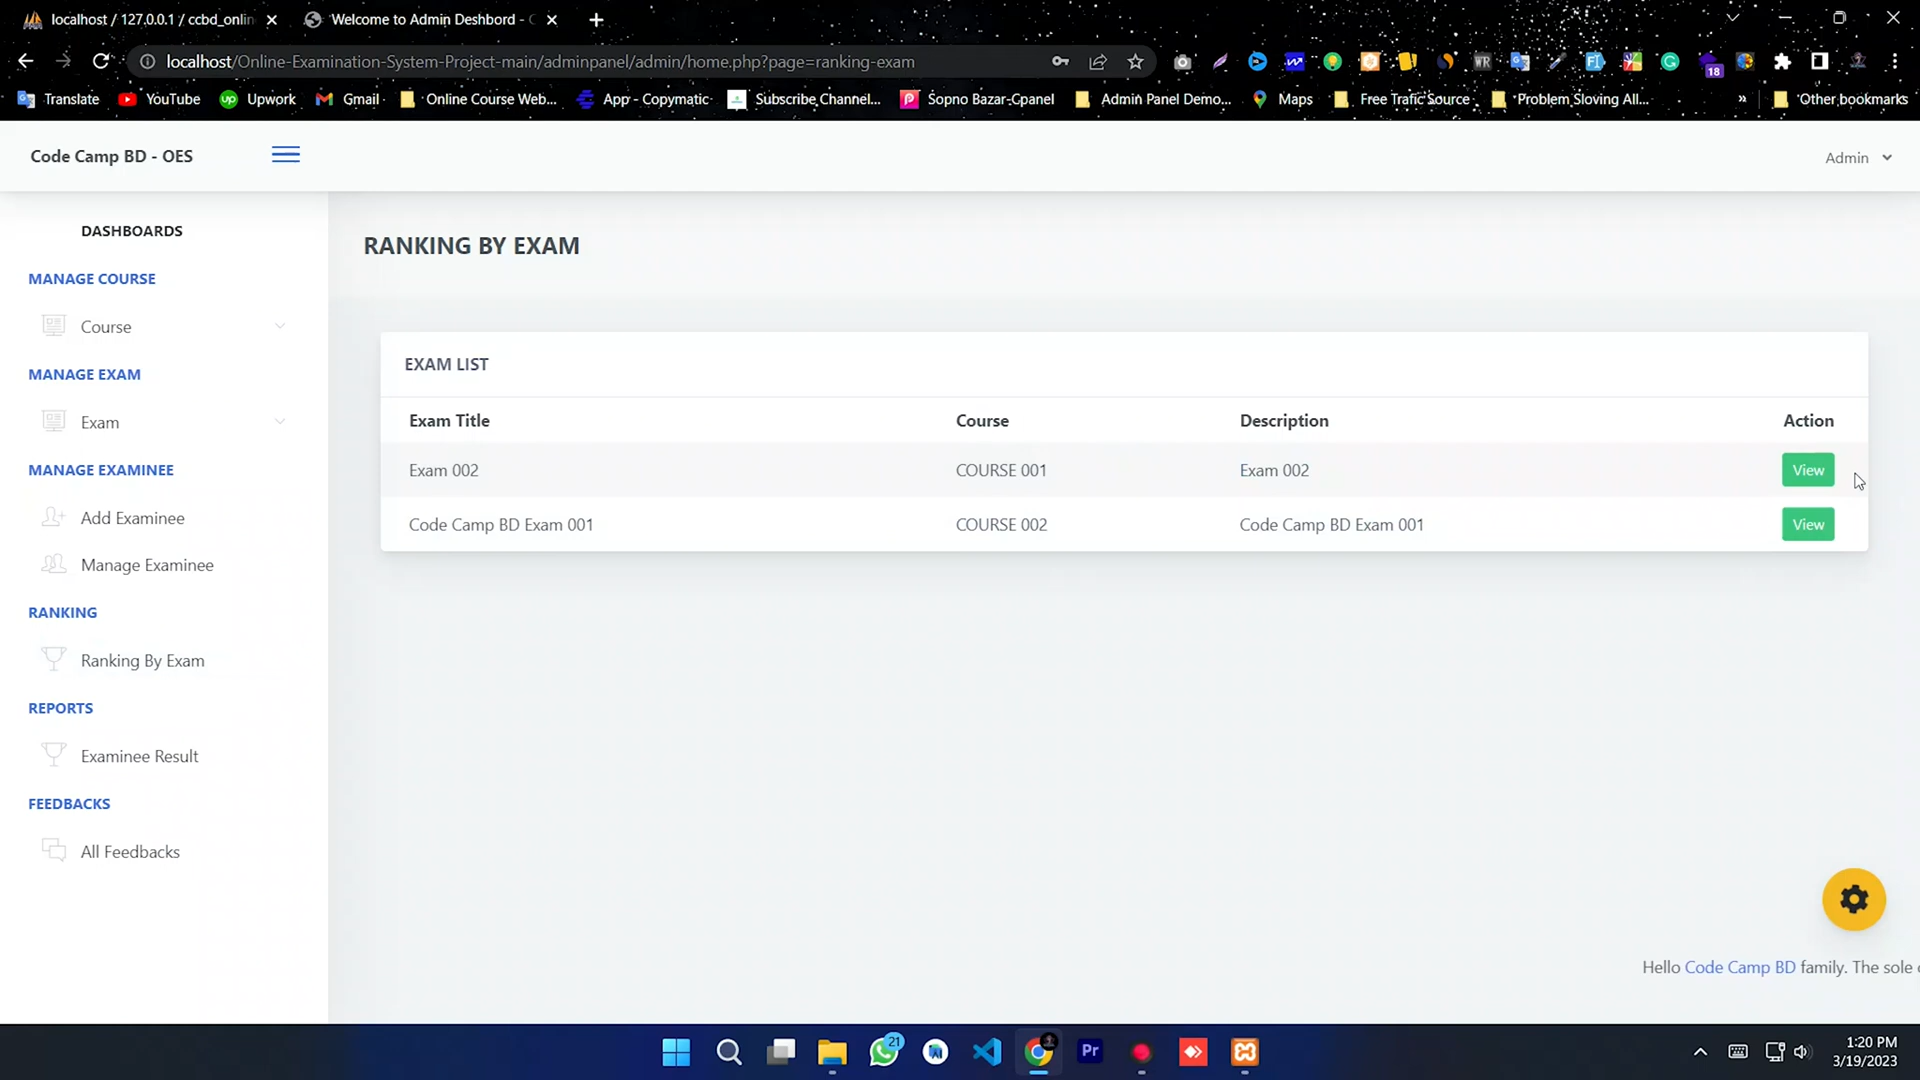 localhost / 127.0.0.1 / ccbd_onlin
Welcome to Admin Deshbord - C
localhost/Online-Examination-System-Project-main/adminpanel/admin/home.php?page=ranking-exam
WR
18
Translate
YouTube
Upwork
Gmail
Online Course Web...
App - Copymatic
Subscribe Channel...
Sopno Bazar-Cpanel
Admin Panel Demo...
Maps
Free Trafic Source
Problem Sloving All...
»
Other bookmarks
Code Camp BD - OES
Admin
DASHBOARDS
MANAGE COURSE
Course
MANAGE EXAM
Exam
MANAGE EXAMINEE
Add Examinee
Manage Examinee
RANKING
Ranking By Exam
REPORTS
Examinee Result
FEEDBACKS
All Feedbacks
RANKING BY EXAM
EXAM LIST
Exam Title Course Description Action
Exam 002 COURSE 001 Exam 002 View
Code Camp BD Exam 001 COURSE 002 Code Camp BD Exam 001 View
Hello Code Camp BD family. The sole
21
Pr
1:20 PM
3/19/2023